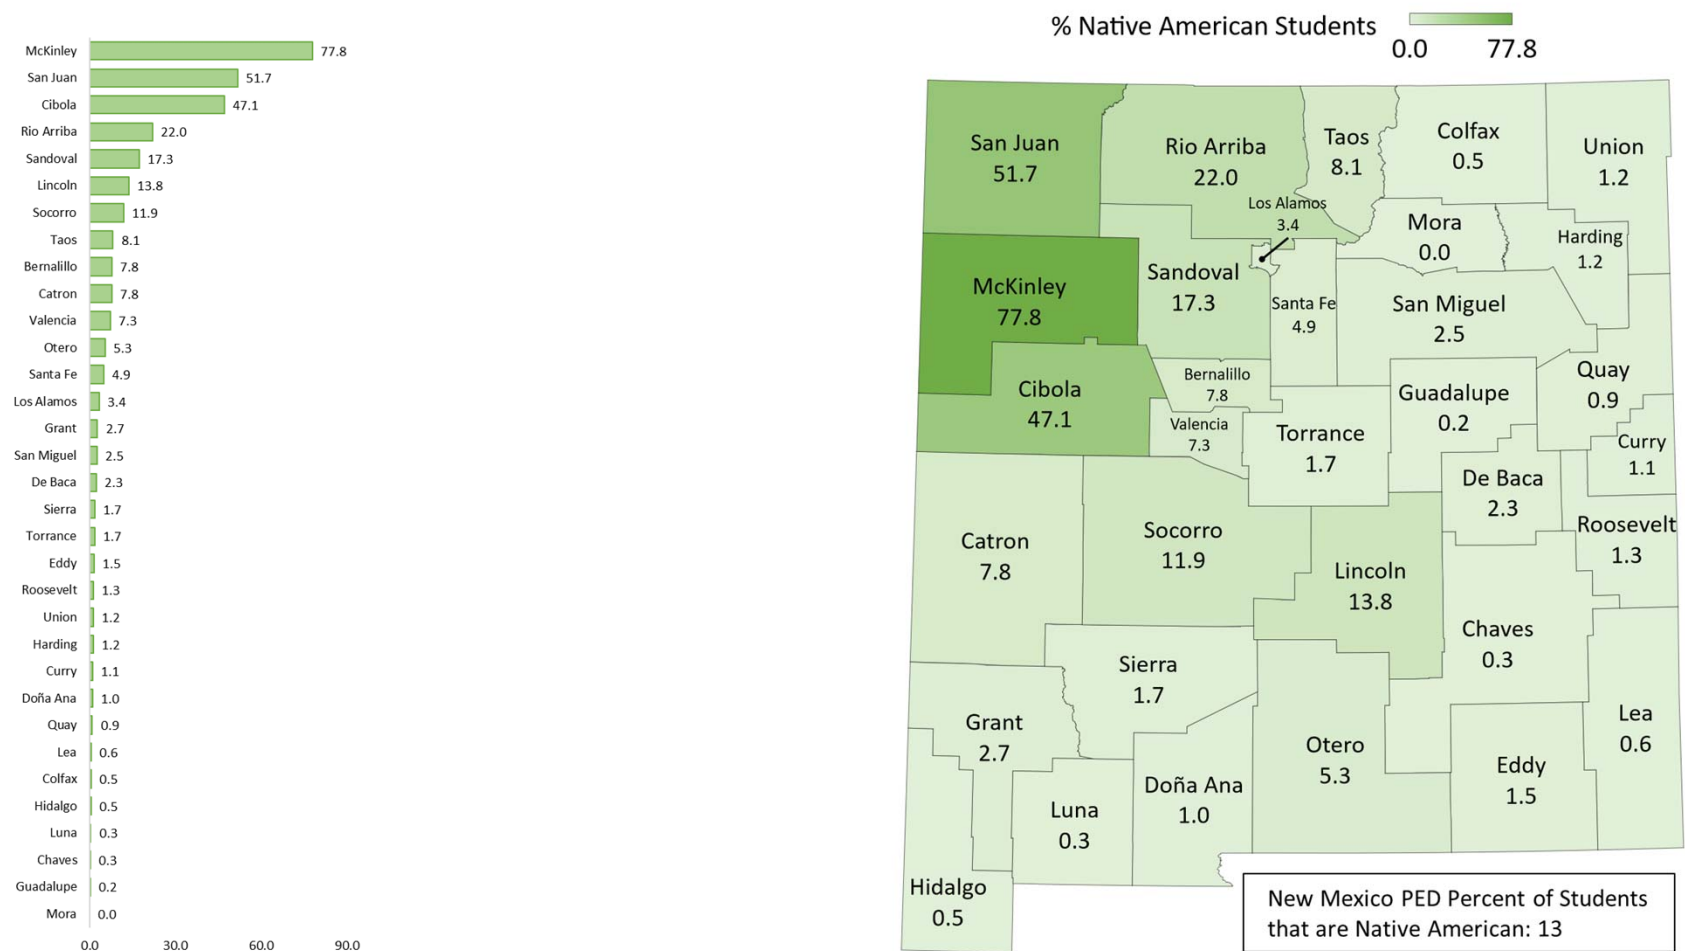 McKinley 77.8
San Juan 51.7
Cibola 47.1
Rio Arriba 22.0
Sandoval 17.3
Lincoln 13.8
Socorro 11.9
Taos 8.1
Bernalillo 7.8
Catron 7.8
Valencia 7.3
Otero 5.3
Santa Fe 4.9
Los Alamos 3.4
Grant 2.7
San Miguel 2.5
De Baca 2.3
Sierra 1.7
Torrance 1.7
Eddy 1.5
Roosevelt 1.3
Union 1.2
Harding 1.2
Curry 1.1
Doña Ana 1.0
Quay 0.9
Lea 0.6
Colfax 0.5
Hidalgo 0.5
Luna 0.3
Chaves 0.3
Guadalupe 0.2
Mora 0.0
0.0 30.0 60.0 90.0
% Native American Students
0.0 77.8
San Juan
51.7
Rio Arriba
22.0
Taos
8.1
Colfax
0.5
Union
1.2
Los Alamos
3.4
Mora
0.0
Harding
1.2
McKinley
77.8
Sandoval
17.3
Santa Fe
4.9
San Miguel
2.5
Cibola
47.1
Bernalillo
7.8
Valencia
7.3
Torrance
1.7
Guadalupe
0.2
Quay
0.9
Curry
1.1
De Baca
2.3
Roosevelt
1.3
Catron
7.8
Socorro
11.9
Lincoln
13.8
Chaves
0.3
Sierra
1.7
Grant
2.7
Otero
5.3
Lea
0.6
Eddy
1.5
Doña Ana
1.0
Luna
0.3
Hidalgo
0.5
New Mexico PED Percent of Students
that are Native American: 13